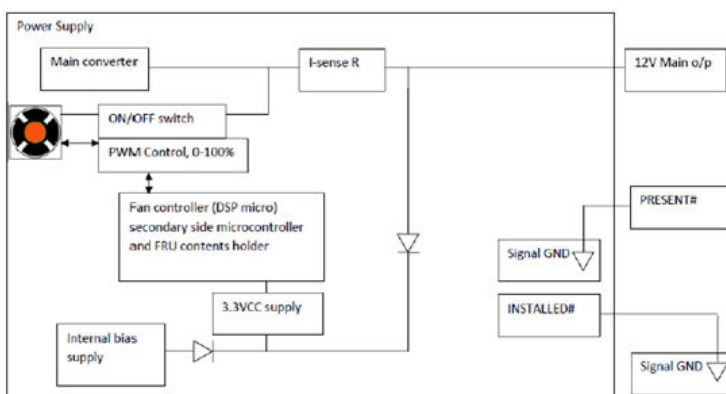 Power Supply
Main converter
I-sense R
12V Main o/p
ON/OFF switch
PWM Control, 0-100%
Fan controller (DSP micro)
secondary side microcontroller
and FRU contents holder
PRESENT#
Signal GND
3.3VCC supply
INSTALLED#
Internal bias
supply
Signal GND